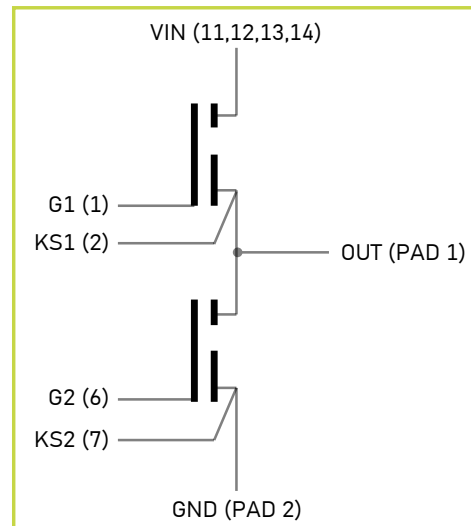 VIN (11,12,13,14)
G1 (1)
KS1 (2)
OUT (PAD 1)
G2 (6)
KS2 (7)
GND (PAD 2)